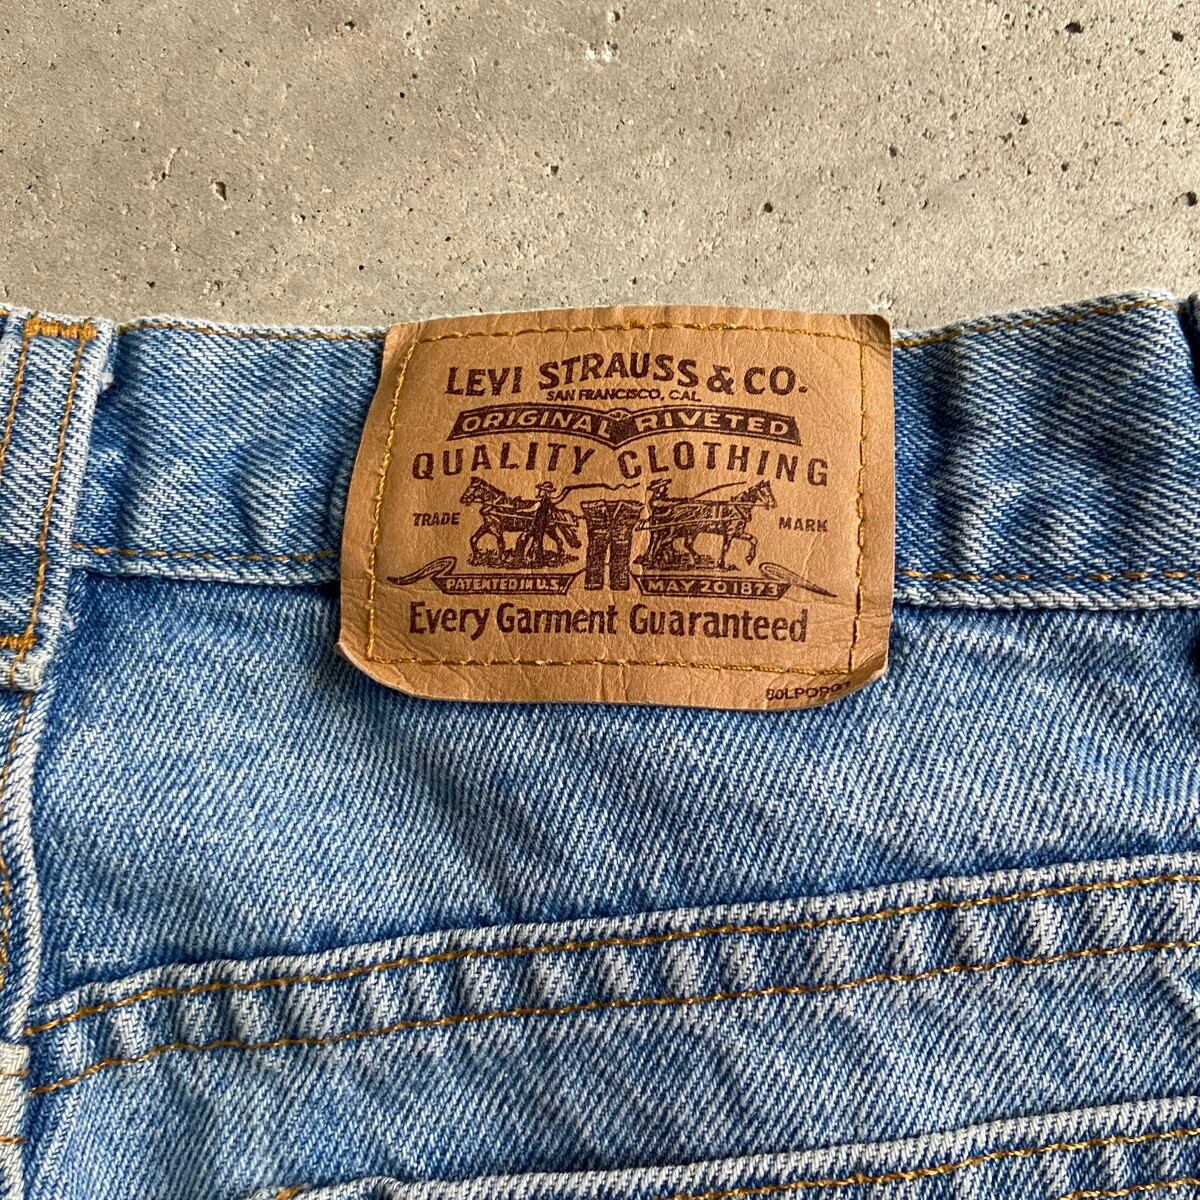 LEVI STRAUSS & CO.
SAN FRANCISCO, CAL.
ORIGINAL RIVETED
QUALITY CLOTHING
TRADE MARK
PATENTED IN U.S. MAY 20 1873
Every Garment Guaranteed